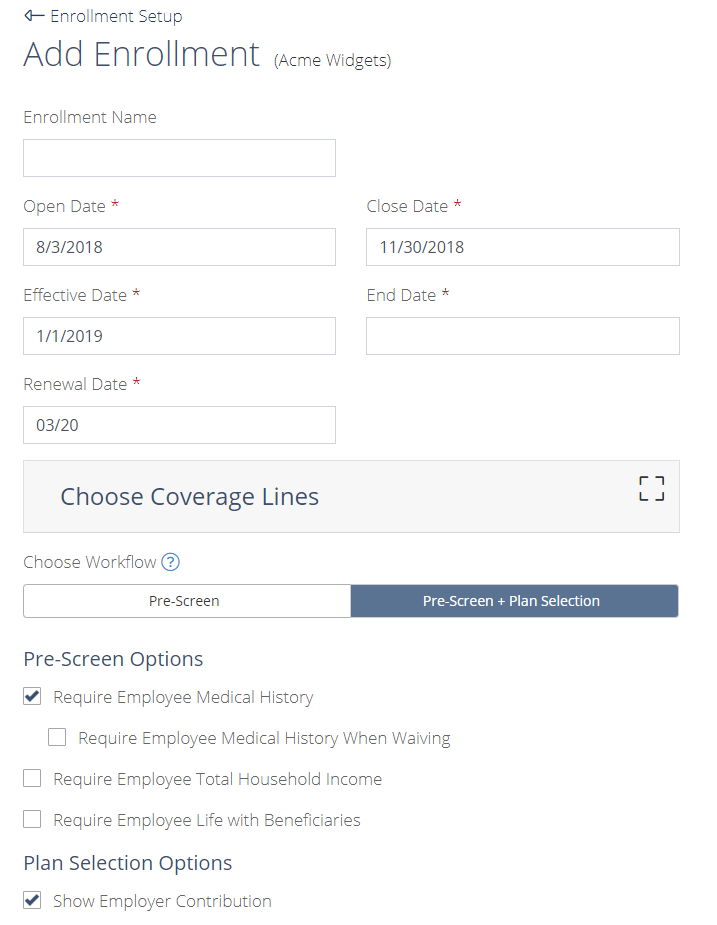 Enrollment Setup
Add Enrollment (Acme Widgets)
Enrollment Name
Open Date * Close Date *
8/3/2018 11/30/2018
Effective Date * End Date *
1/1/2019
Renewal Date *
03/20
Choose Coverage Lines
Choose Workflow ?
Pre-Screen Pre-Screen + Plan Selection
Pre-Screen Options
Require Employee Medical History
Require Employee Medical History When Waiving
Require Employee Total Household Income
Require Employee Life with Beneficiaries
Plan Selection Options
Show Employer Contribution